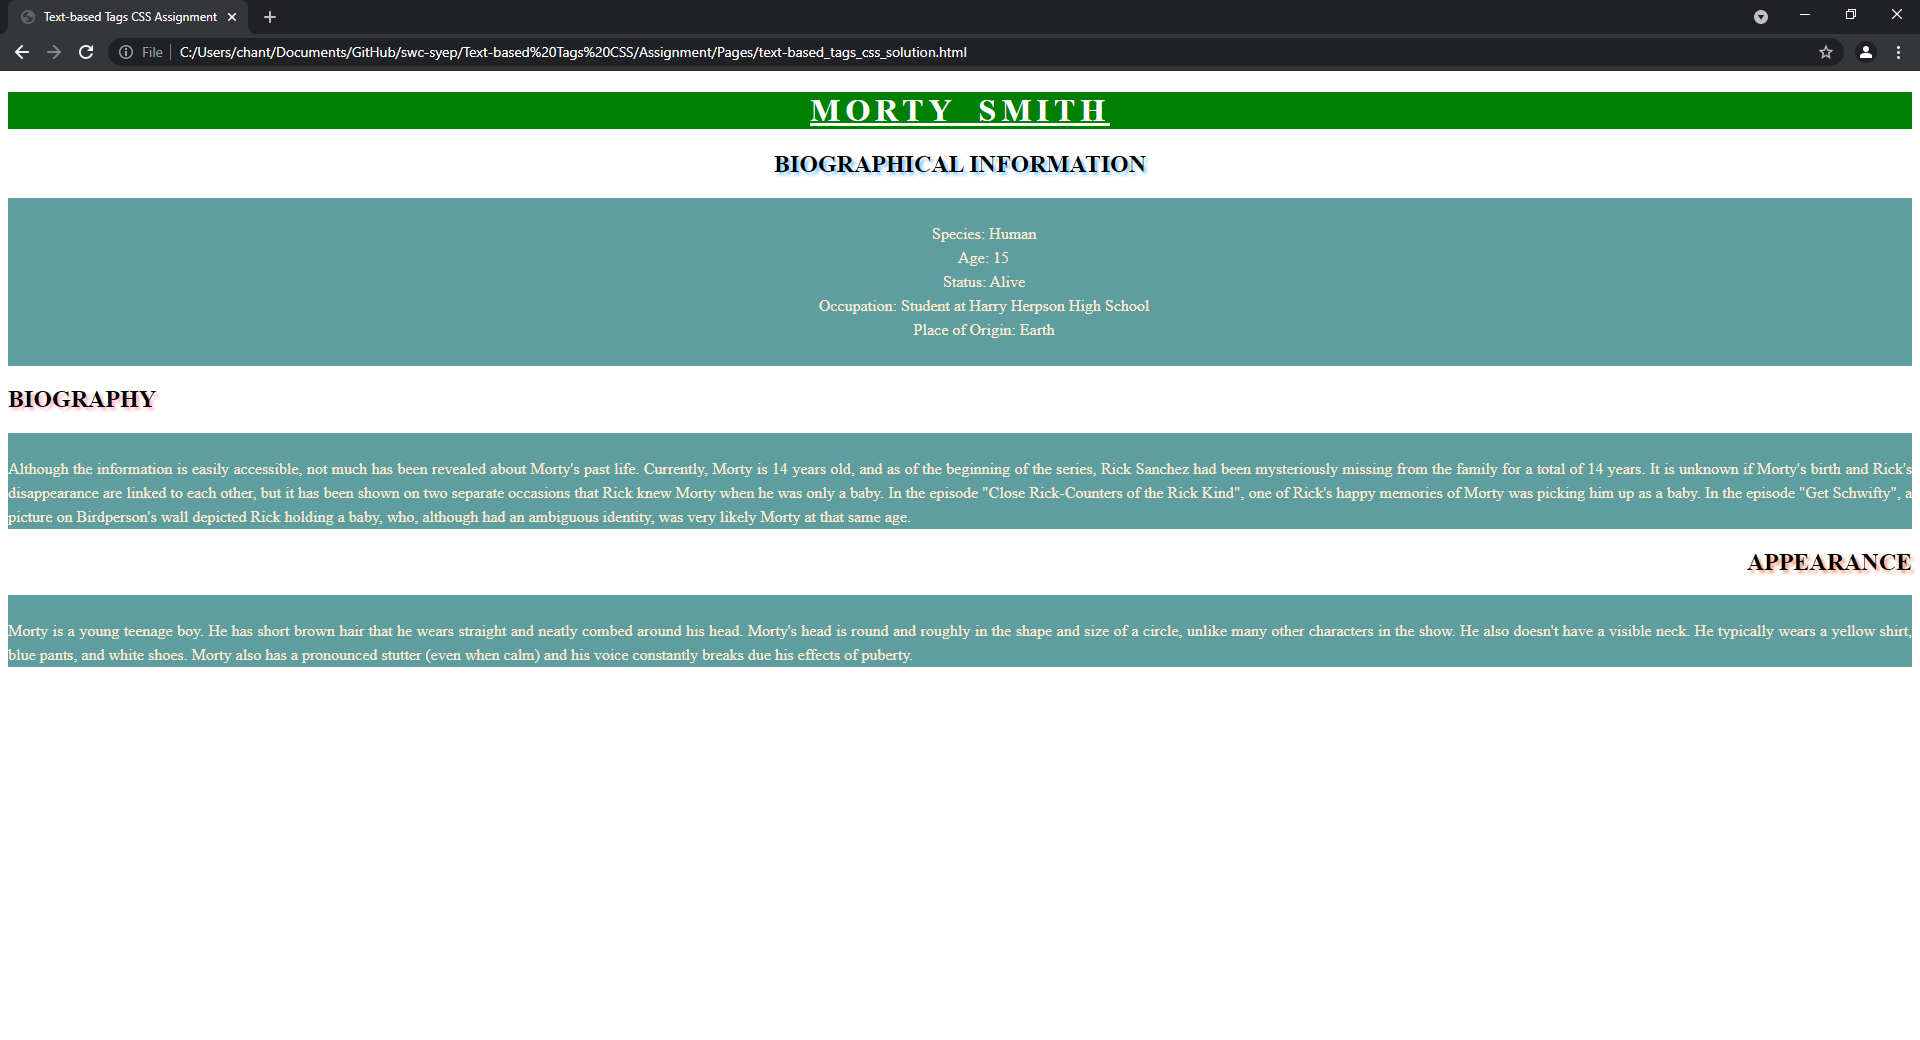 Text-based Tags CSS Assignment
File
C:/Users/chant/Documents/GitHub/swc-syep/Text-based%20Tags%20CSS/Assignment/Pages/text-based_tags_css_solution.html
MORTY SMITH
BIOGRAPHICAL INFORMATION
Species: Human
Age: 15
Status: Alive
Occupation: Student at Harry Herpson High School
Place of Origin: Earth
BIOGRAPHY
Although the information is easily accessible, not much has been revealed about Morty's past life. Currently, Morty is 14 years old, and as of the beginning of the series, Rick Sanchez had been mysteriously missing from the family for a total of 14 years. It is unknown if Morty's birth and Rick's
disappearance are linked to each other, but it has been shown on two separate occasions that Rick knew Morty when he was only a baby. In the episode "Close Rick-Counters of the Rick Kind", one of Rick's happy memories of Morty was picking him up as a baby. In the episode "Get Schwifty", a
picture on Birdperson's wall depicted Rick holding a baby, who, although had an ambiguous identity, was very likely Morty at that same age.
APPEARANCE
Morty is a young teenage boy. He has short brown hair that he wears straight and neatly combed around his head. Morty's head is round and roughly in the shape and size of a circle, unlike many other characters in the show. He also doesn't have a visible neck. He typically wears a yellow shirt,
blue pants, and white shoes. Morty also has a pronounced stutter (even when calm) and his voice constantly breaks due his effects of puberty.